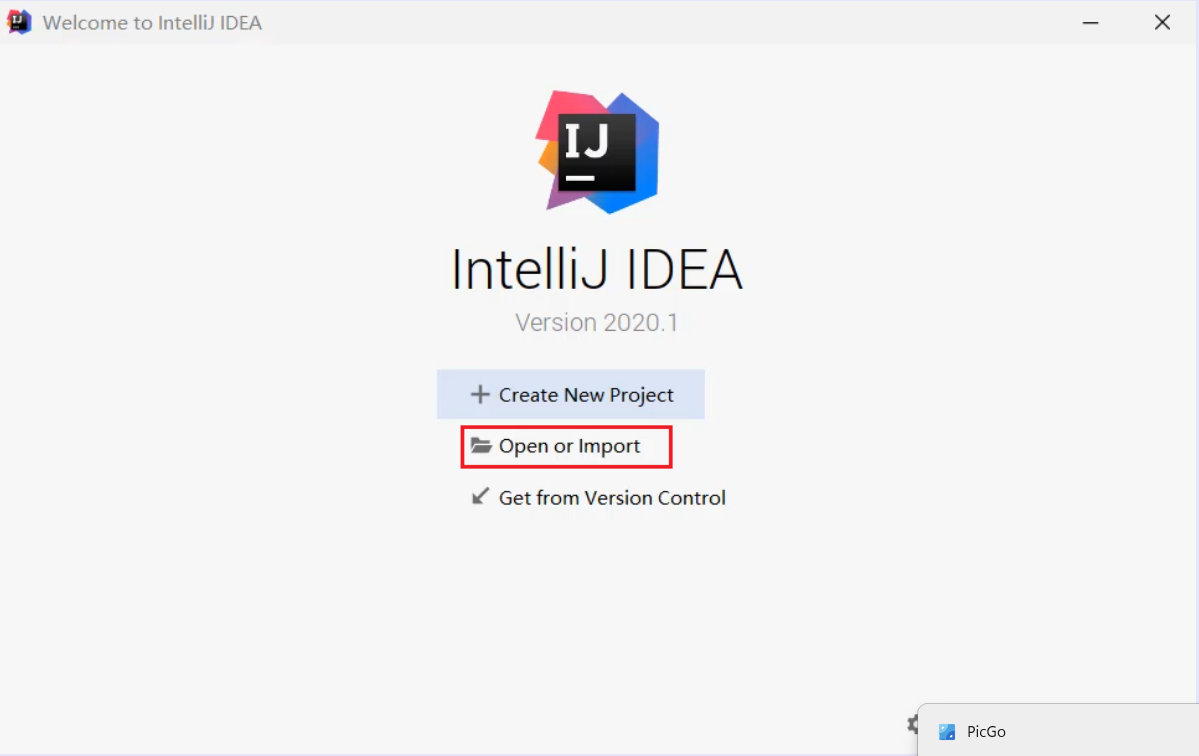 Welcome to IntelliJ IDEA
IJ
IntelliJ IDEA
Version 2020.1
Create New Project
Open or Import
Get from Version Control
PicGo